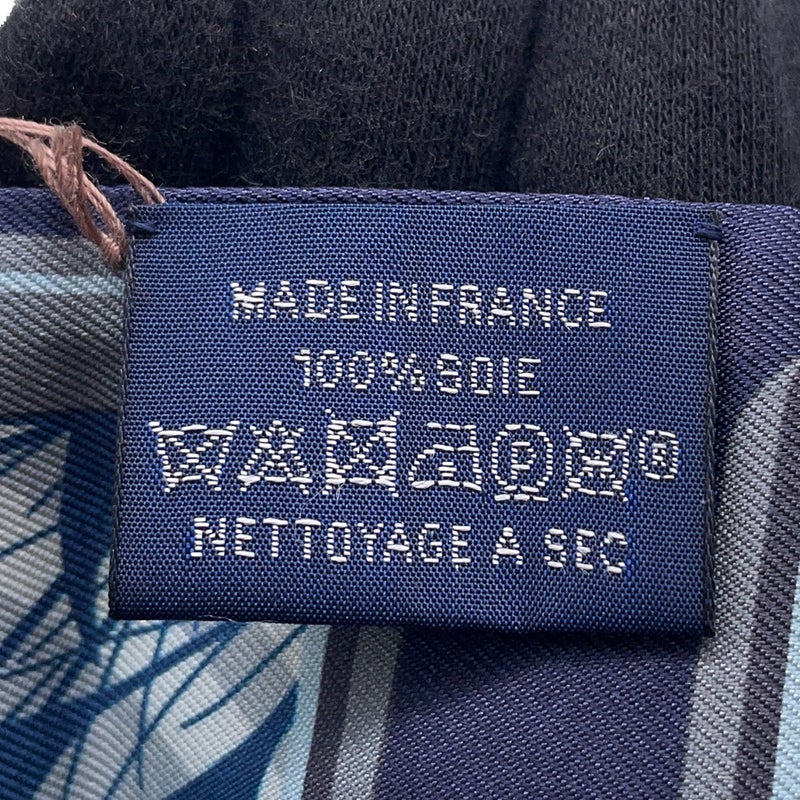 MADE IN FRANCE
100% SOIE
P W ®
NETTOYAGE A SEC